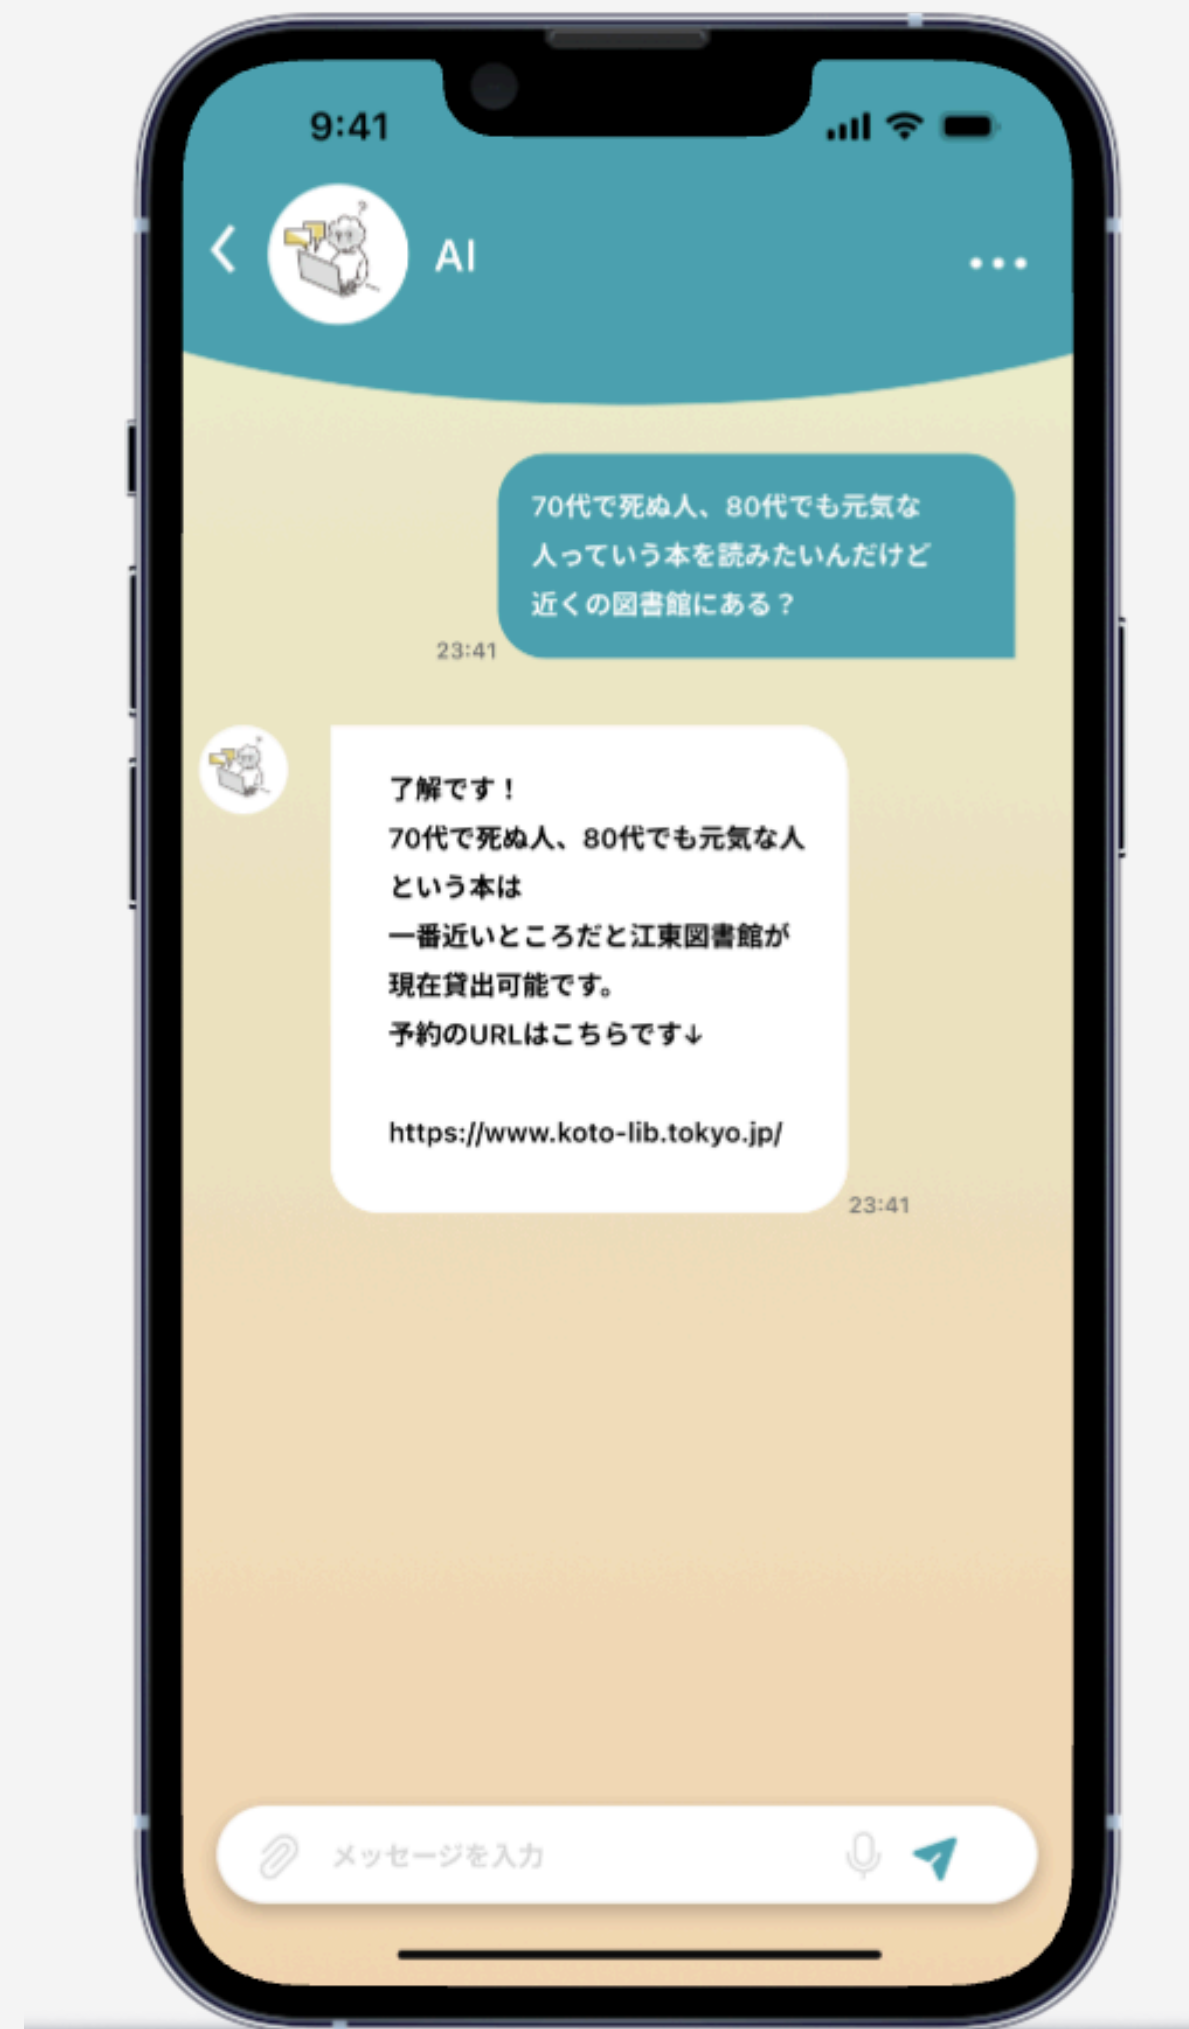 9:41
AI
70代で死ぬ人、80代でも元気な
人っていう本を読みたいんだけど
近くの図書館にある？
23:41
了解です！
70代で死ぬ人、80代でも元気な人
という本は
一番近いところだと江東図書館が
現在貸出可能です。
予約のURLはこちらです↓
https://www.koto-lib.tokyo.jp/
23:41
メッセージを入力